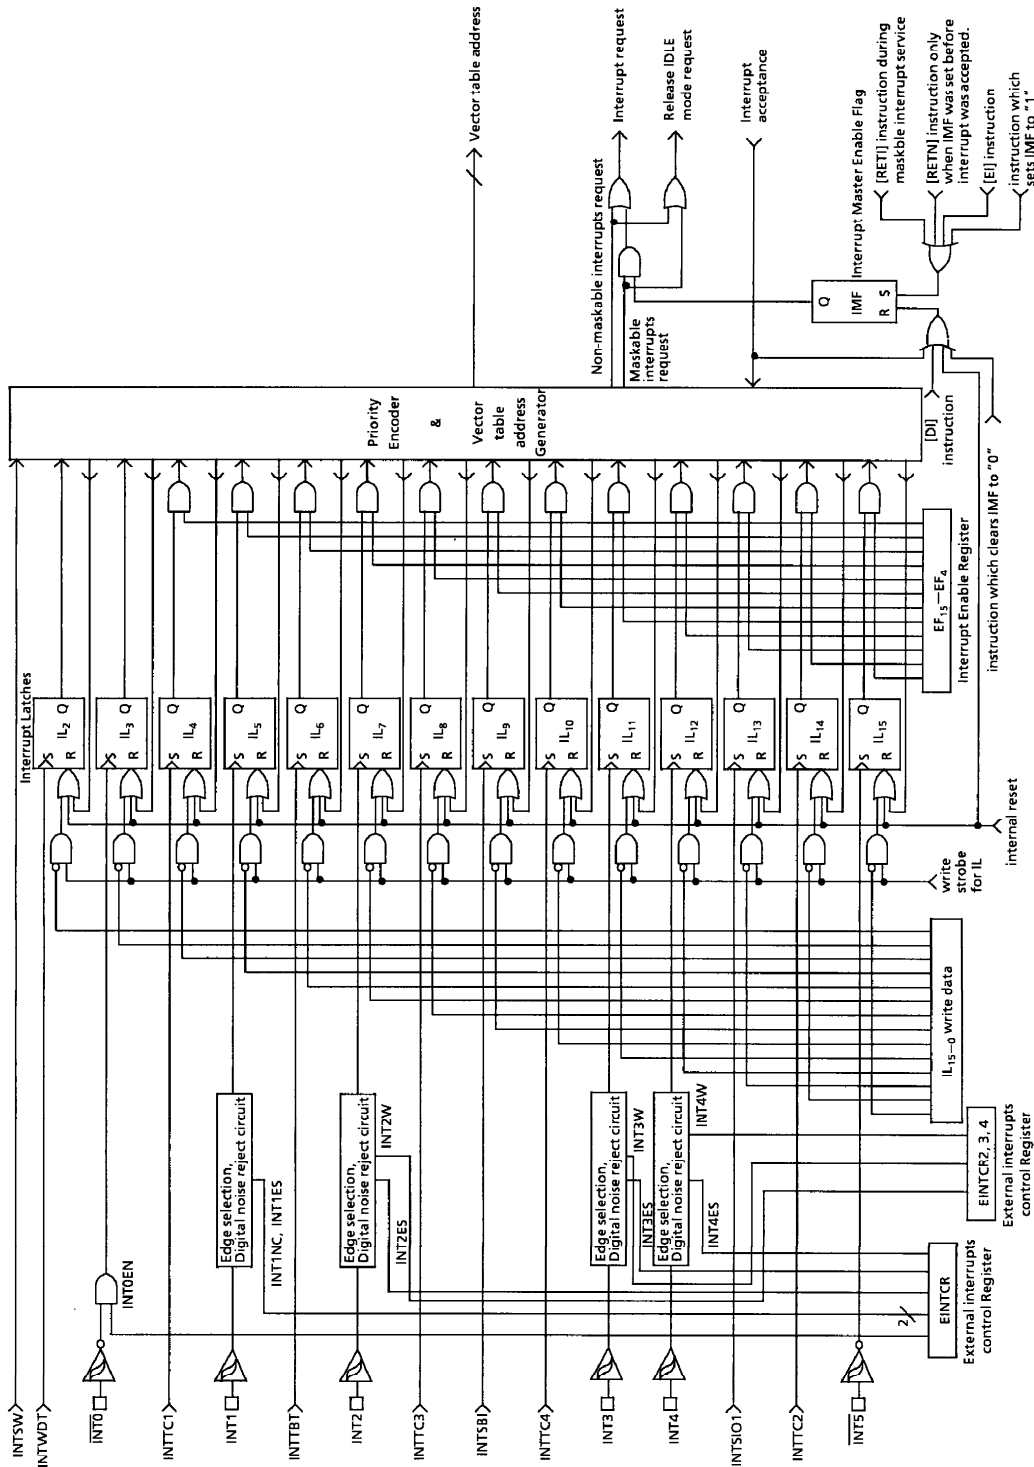 Vector table address
Interrupt request
Release IDLE
mode request
Interrupt
acceptance
Interrupt Master Enable Flag
[RETI] instruction during
maskble interrupt service
[RETN] instruction only
when IMF was set before
interrupt was accepted.
[EI] instruction
instruction which
sets IMF to "1"
Non-maskable interrupts request
Maskable
interrupts
request
Q
IMF
R S
Priority
Encoder
&
Vector
table
address
Generator
[DI]
instruction
instruction which clears IMF to "0"
Interrupt Latches
S IL2 R Q
S IL3 R Q
S IL4 R Q
S IL5 R Q
S IL6 R Q
S IL7 R Q
S IL8 R Q
S IL9 R Q
S IL10 R Q
S IL11 R Q
S IL12 R Q
S IL13 R Q
S IL14 R Q
S IL15 R Q
EF15—EF4
Interrupt Enable Register
internal reset
write
strobe
for IL
IL15–0 write data
Edge selection,
Digital noise reject circuit
INT1NC, INT1ES
Edge selection,
Digital noise reject circuit
INT2W
INT2ES
Edge selection,
Digital noise reject circuit
INT3W
INT3ES
Edge selection,
Digital noise reject circuit
INT4W
INT4ES
EINTCR2, 3, 4
External interrupts
control Register
INT0EN
2
EINTCR
External interrupts
control Register
INTSW
INTWDT
INT0
INTTC1
INT1
INTTBT
INT2
INTTC3
INTSBI
INTTC4
INT3
INT4
INTSIO1
INTTC2
INT5